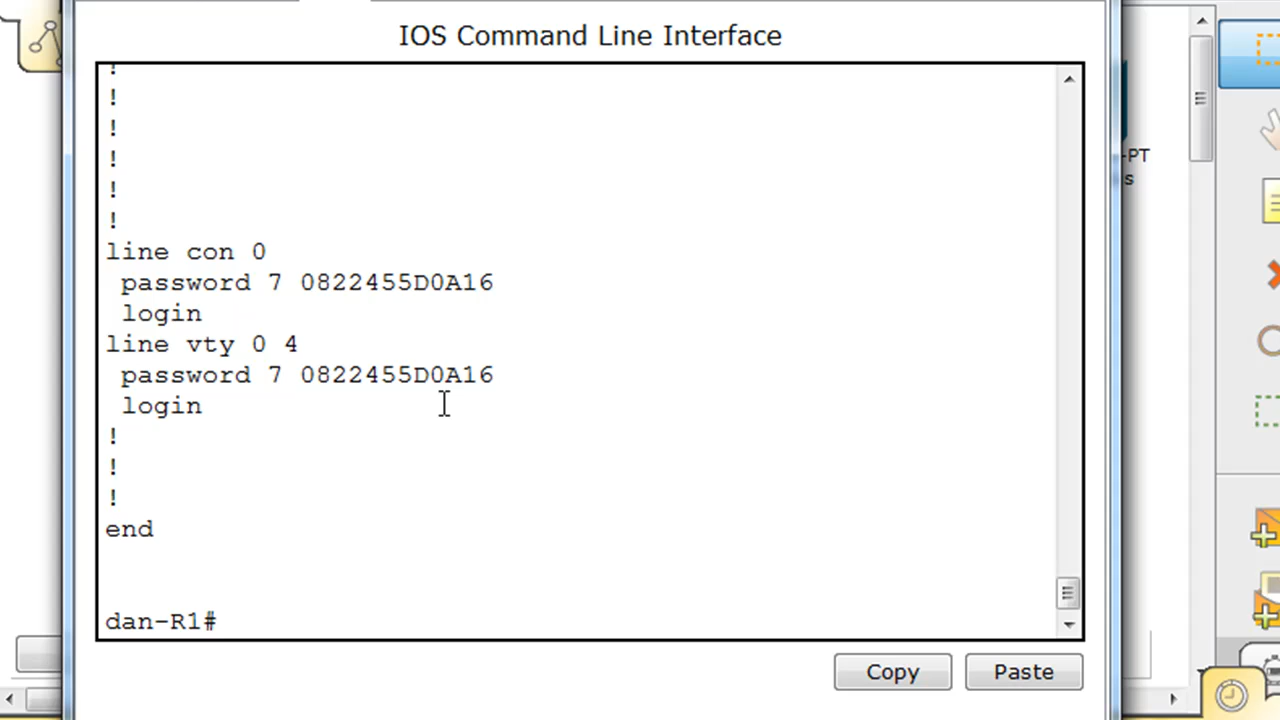 IOS Command Line Interface
!
!
!
!
!
!
line con 0
password 7 0822455D0A16
login
line vty 0 4
password 7 0822455D0A16
login
!
!
!
end
dan-R1#
Copy
Paste
-PT
s